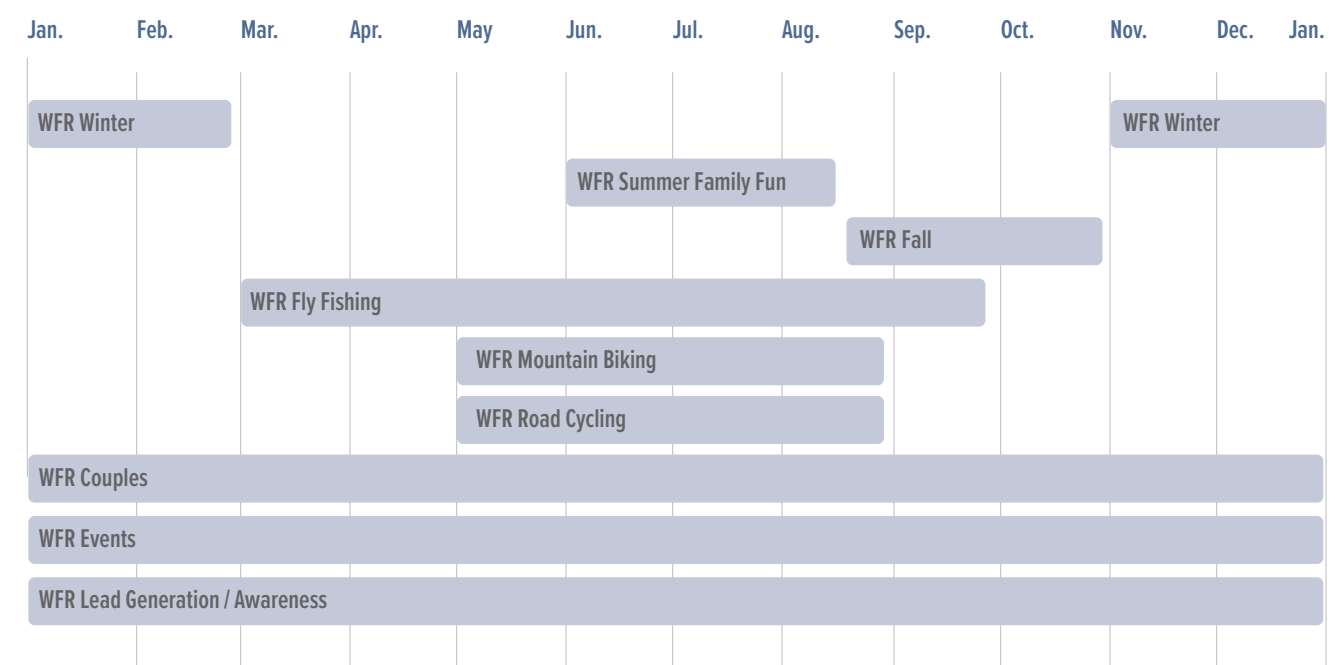 Jan. Feb. Mar. Apr. May Jun. Jul. Aug. Sep. Oct. Nov. Dec. Jan.
WFR Winter WFR Winter
WFR Summer Family Fun
WFR Fall
WFR Fly Fishing
WFR Mountain Biking
WFR Road Cycling
WFR Couples
WFR Events
WFR Lead Generation / Awareness